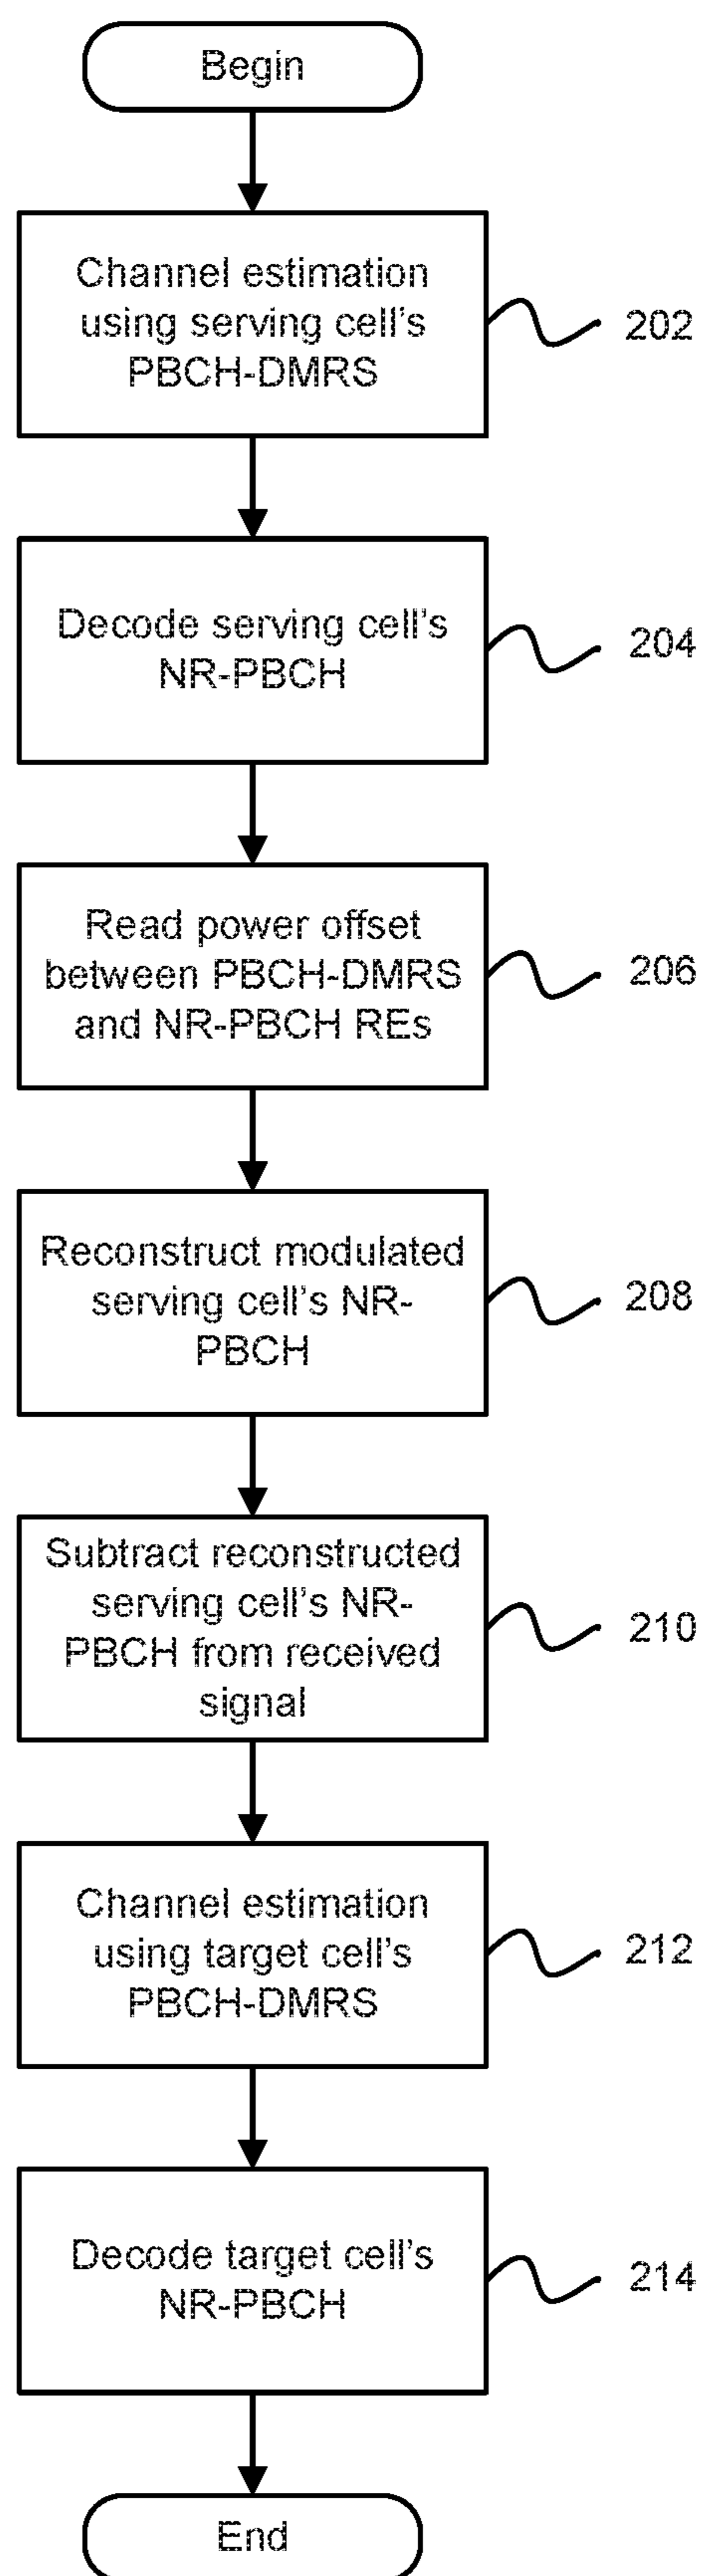 Begin
Channel estimation
using serving cell's
PBCH-DMRS
202
Decode serving cell's
NR-PBCH
204
Read power offset
between PBCH-DMRS
and NR-PBCH REs
206
Reconstruct modulated
serving cell's NR-
PBCH
208
Subtract reconstructed
serving cell's NR-
PBCH from received
signal
210
Channel estimation
using target cell's
PBCH-DMRS
212
Decode target cell's
NR-PBCH
214
End